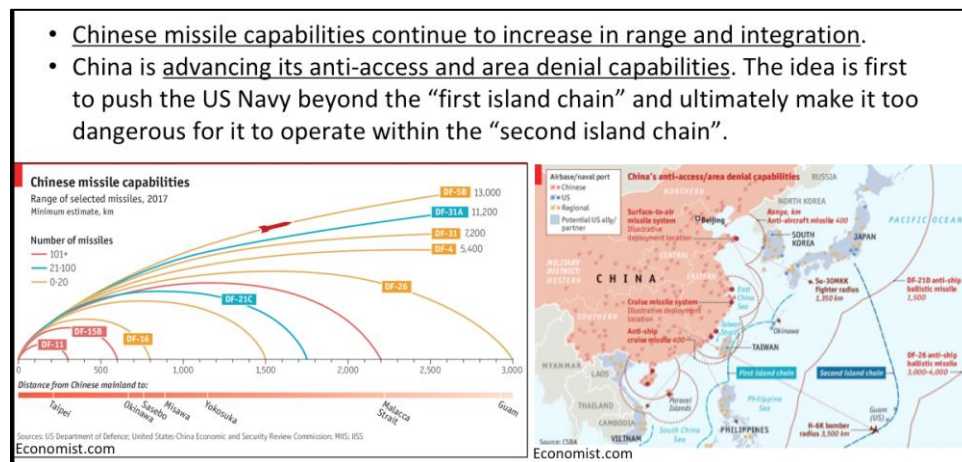 • Chinese missile capabilities continue to increase in range and integration.
• China is advancing its anti-access and area denial capabilities. The idea is first
to push the US Navy beyond the “first island chain” and ultimately make it too
dangerous for it to operate within the “second island chain”.
Chinese missile capabilities
Range of selected missiles, 2017
Minimum estimate, km
Number of missiles
101+
21-100
0-20
DF-5B 13,000
DF-31A 11,200
DF-31 7,200
DF-4 5,400
DF-26
DF-21C
DF-15B
DF-16
DF-11
0 500 1,000 1,500 2,000 2,500 3,000
Distance from Chinese mainland to:
Taipei
Okinawa
Sasebo
Misawa
Yokosuka
Malacca
Strait
Guam
Sources: US Department of Defence; United States-China Economic and Security Review Commission; MIIS; IISS
Economist.com
Airbase/naval port
Chinese
US
Regional
Potential US ally/
partner
China’s anti-access/area denial capabilities
RUSSIA
NORTHERN
NORTH KOREA
PACIFIC OCEAN
Surface-to-air
missile system
Illustrative
deployment location
Beijing
Range, km
Anti-aircraft missile 400
SOUTH
KOREA
JAPAN
MILITARY
DISTRICT:
WESTERN
CENTRAL
CHINA
EASTERN
SOUTHERN
Cruise missile system
Illustrative deployment
location
East
China
Sea
Su-30MKK
fighter radius
1,350 km
DF-21D anti-ship
ballistic missile
1,500
Anti-ship
cruise missile 400
Taiwan
Strait
Okinawa
TAIWAN
DF-26 anti-ship
ballistic missile
3,000-4,000
MYANMAR
LAOS
First island chain
Second island chain
THAILAND
Paracel
Islands
Philippine
Sea
CAMBODIA
VIETNAM
South China
Sea
PHILIPPINES
Guam
(US)
H-6K bomber
radius 3,500 km
Source: CSBA
Economist.com